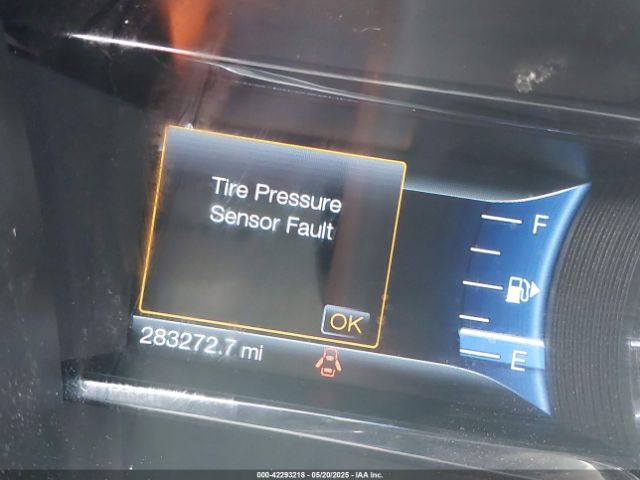 Tire Pressure
Sensor Fault
OK
283272.7 mi
F
E
000-42293218 - 05/20/2025 - IAA Inc.